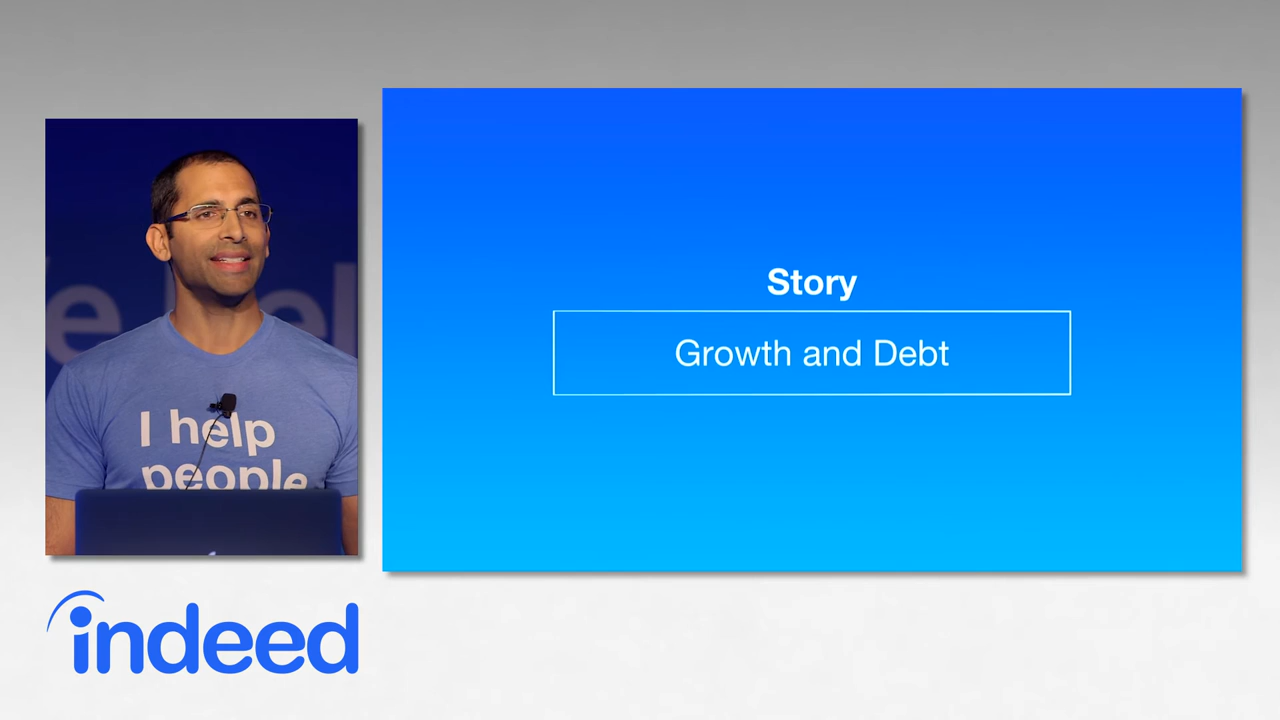 I help
people
Story
Growth and Debt
indeed